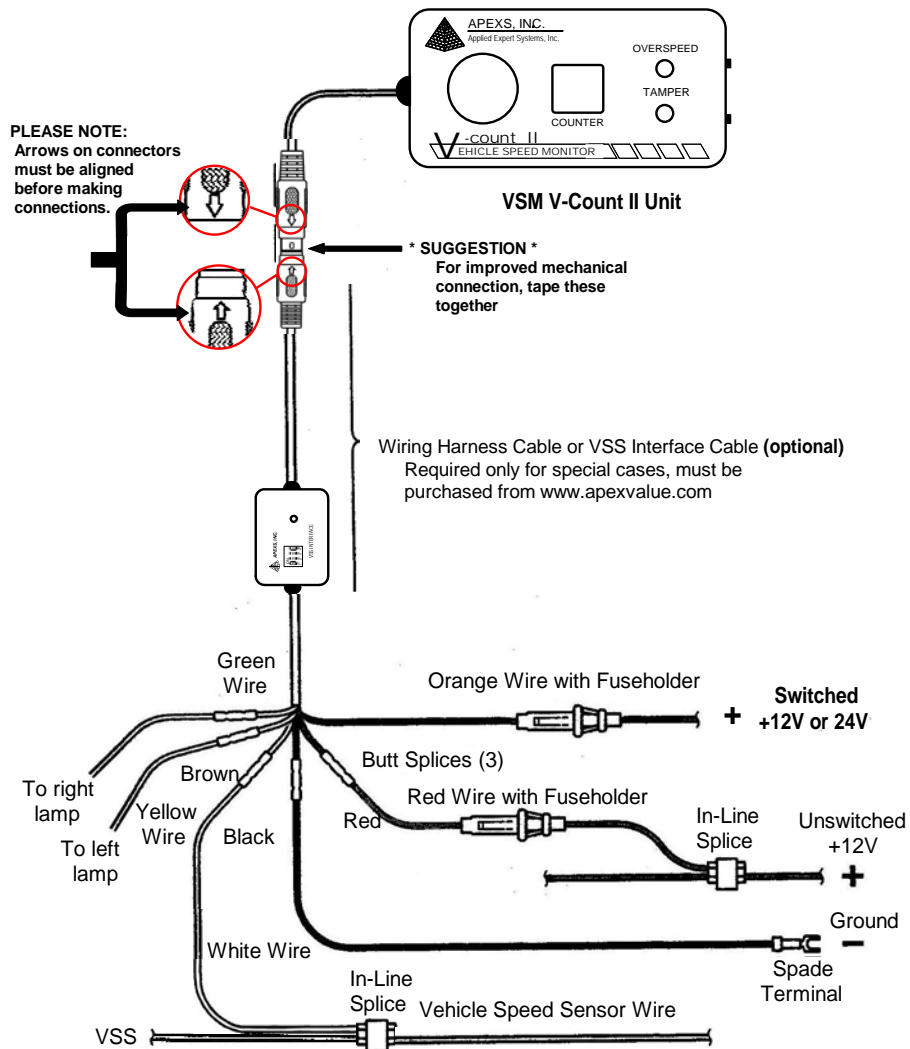 APEXS, INC.
Applied Expert Systems, Inc.
OVERSPEED
TAMPER
COUNTER
V-count II
VEHICLE SPEED MONITOR
VSM V-Count II Unit
PLEASE NOTE:
Arrows on connectors
must be aligned
before making
connections.
* SUGGESTION *
For improved mechanical
connection, tape these
together
Wiring Harness Cable or VSS Interface Cable (optional)
Required only for special cases, must be
purchased from www.apexvalue.com
APEXS, INC.
VSS INTERFACE
Green
Wire
Orange Wire with Fuseholder
+ Switched
+12V or 24V
Butt Splices (3)
To right
lamp
Brown
Yellow
Wire
To left
lamp
Black
Red
Red Wire with Fuseholder
In-Line
Splice
Unswitched
+12V
+
Ground
-
Spade
Terminal
White Wire
In-Line
Splice
Vehicle Speed Sensor Wire
VSS